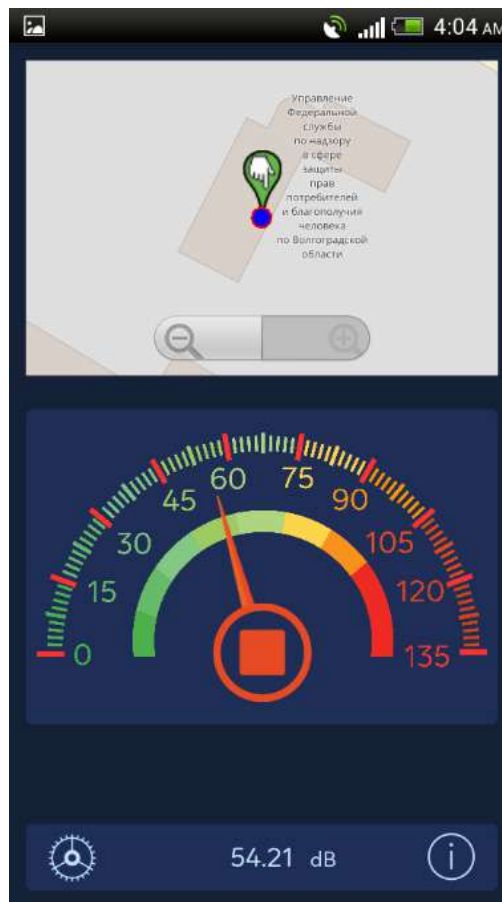 4:04 AM
Управление
Федеральной
службы
по надзору
в сфере
защиты
прав
потребителей
и благополучия
человека
по Волгоградской
области
0
15
30
45
60
75
90
105
120
135
54.21 dB
i